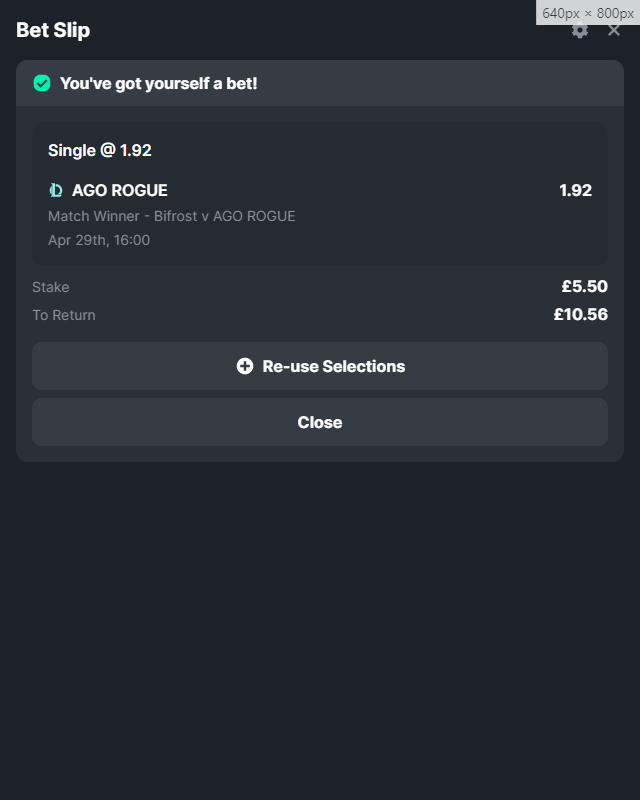 640px × 800px
Bet Slip
You've got yourself a bet!
Single @ 1.92
AGO ROGUE 1.92
Match Winner - Bifrost v AGO ROGUE
Apr 29th, 16:00
Stake £5.50
To Return £10.56
Re-use Selections
Close